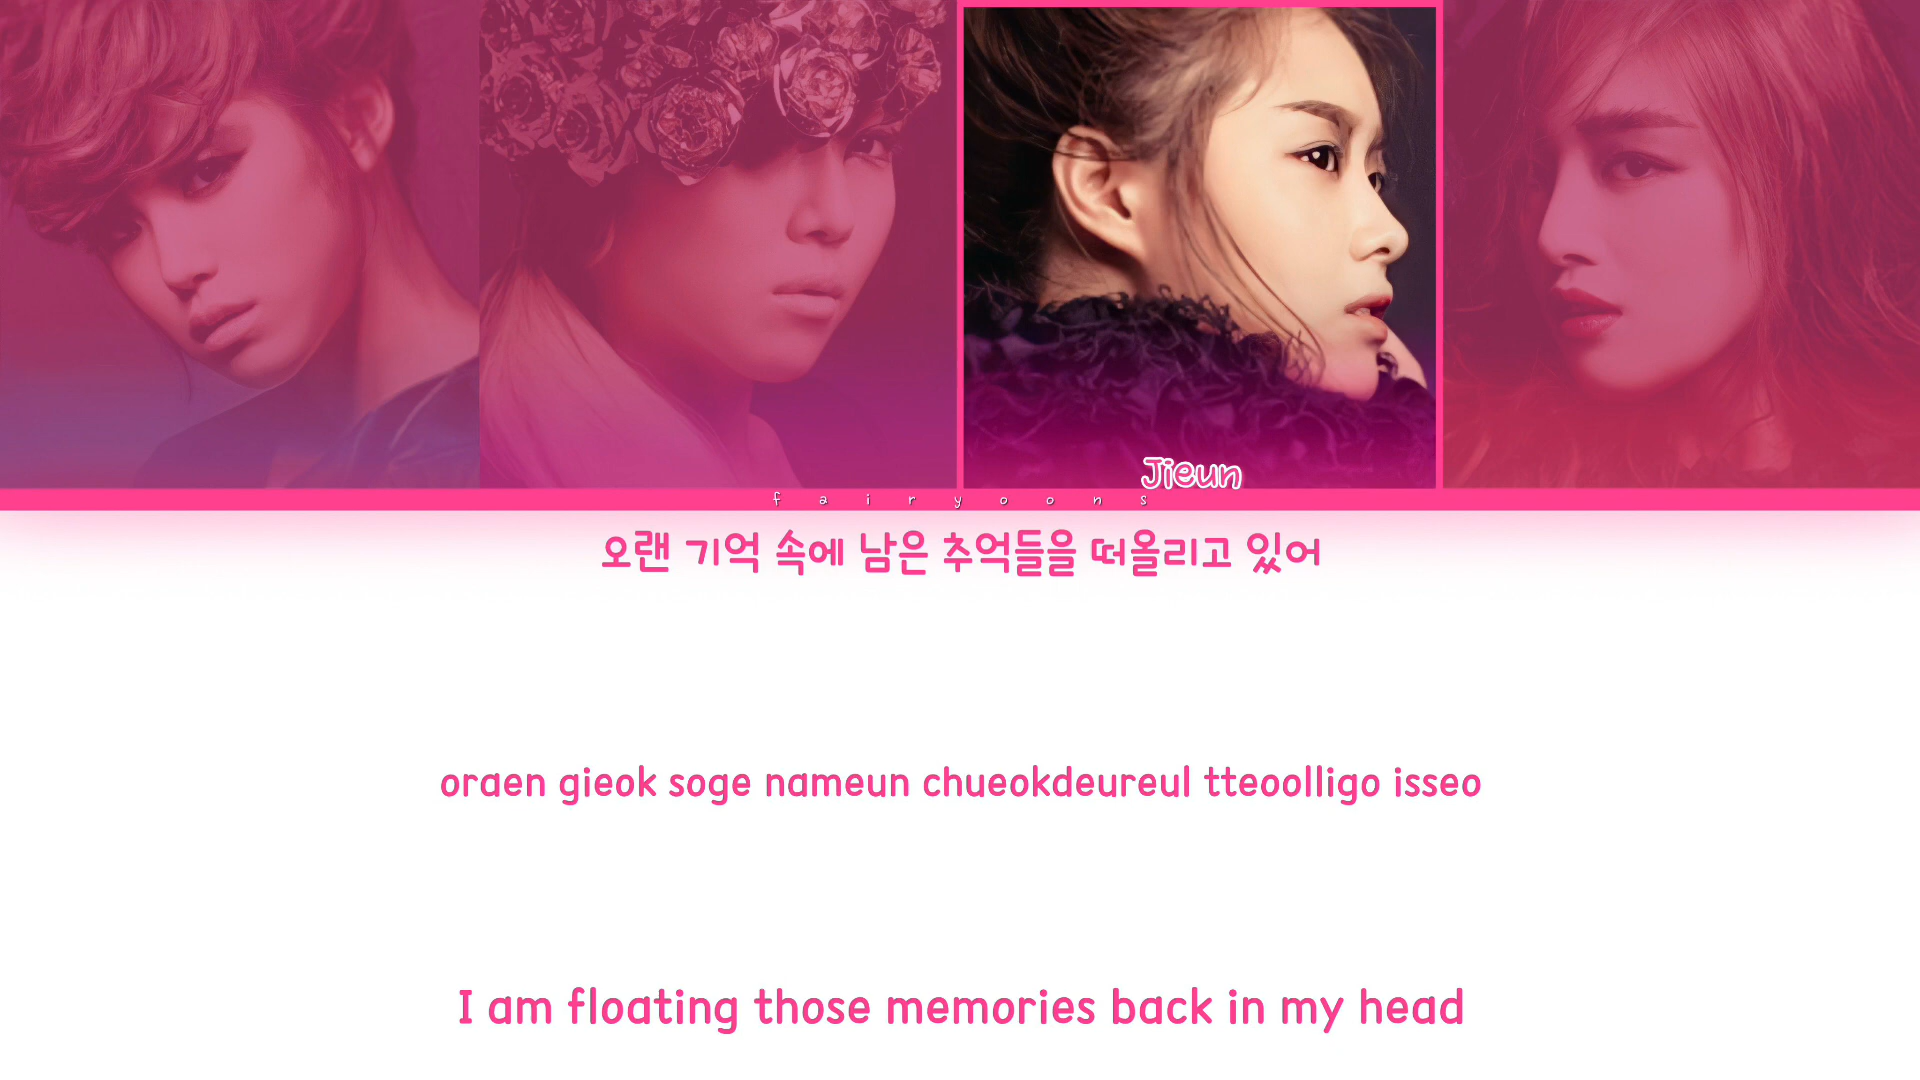 Jieun
fairyoons
오랜 기억 속에 남은 추억들을 떠올리고 있어
oraen gieok soge nameun chueokdeureul tteoolligo isseo
I am floating those memories back in my head